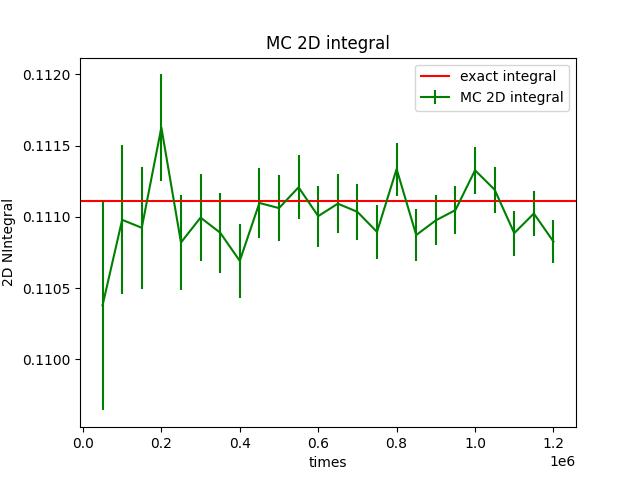 MC 2D integral
exact integral
MC 2D integral
0.1120
0.1115
0.1110
0.1105
0.1100
2D NIntegral
0.0 0.2 0.4 0.6 0.8 1.0 1.2
1e6
times